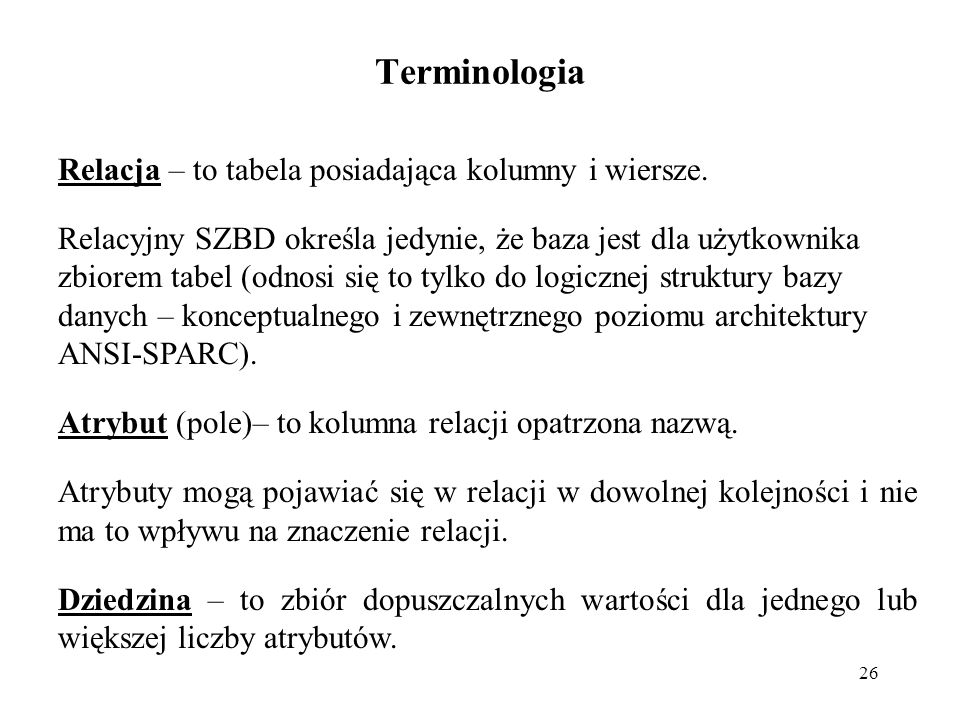 Terminologia
Relacja – to tabela posiadająca kolumny i wiersze.
Relacyjny SZBD określa jedynie, że baza jest dla użytkownika
zbiorem tabel (odnosi się to tylko do logicznej struktury bazy
danych – konceptualnego i zewnętrznego poziomu architektury
ANSI-SPARC).
Atrybut (pole)– to kolumna relacji opatrzona nazwą.
Atrybuty mogą pojawiać się w relacji w dowolnej kolejności i nie
ma to wpływu na znaczenie relacji.
Dziedzina – to zbiór dopuszczalnych wartości dla jednego lub
większej liczby atrybutów.
26